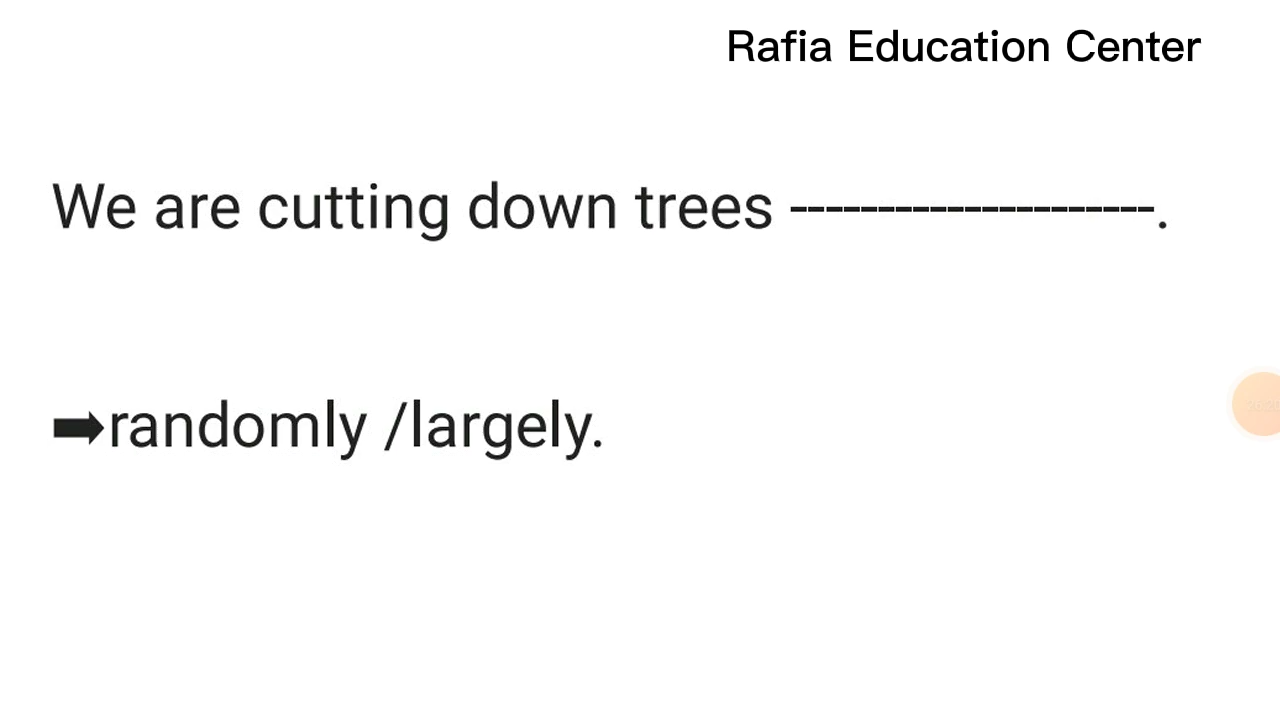 Rafia Education Center
We are cutting down trees ---------------------.
➡randomly /largely.